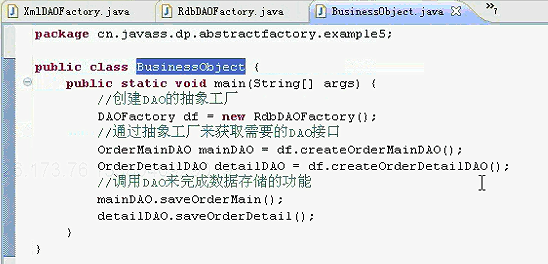 XmlDAOFactory.java RdbDAOFactory.java BusinessObject.java
package cn.javass.dp.abstractfactory.example5;
public class BusinessObject {
public static void main(String[] args) {
//创建DAO的抽象工厂
DAOFactory df = new RdbDAOFactory();
//通过抽象工厂来获取需要的DAO接口
OrderMainDAO mainDAO = df.createOrderMainDAO();
OrderDetailDAO detailDAO = df.createOrderDetailDAO();
//调用DAO来完成数据存储的功能
mainDAO.saveOrderMain();
detailDAO.saveOrderDetail();
}
}